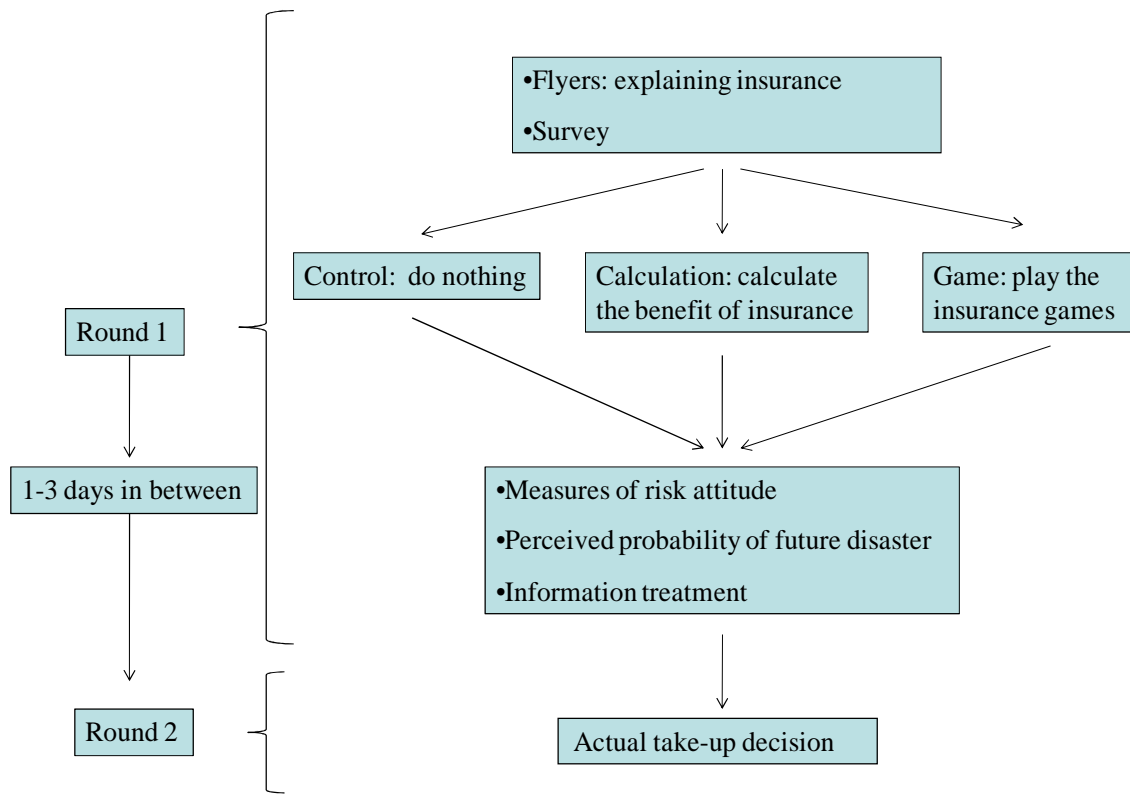 •Flyers: explaining insurance
•Survey
Control:  do nothing
Calculation: calculate
the benefit of insurance
Game: play the
insurance games
Round 1
1-3 days in between
•Measures of risk attitude
•Perceived probability of future disaster
•Information treatment
Round 2
Actual take-up decision